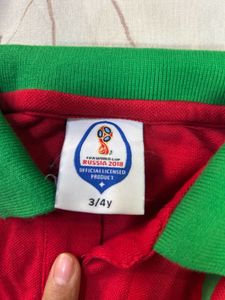 FIFA WORLD CUP
RUSSIA 2018
OFFICIAL LICENSED
PRODUCT
3/4y